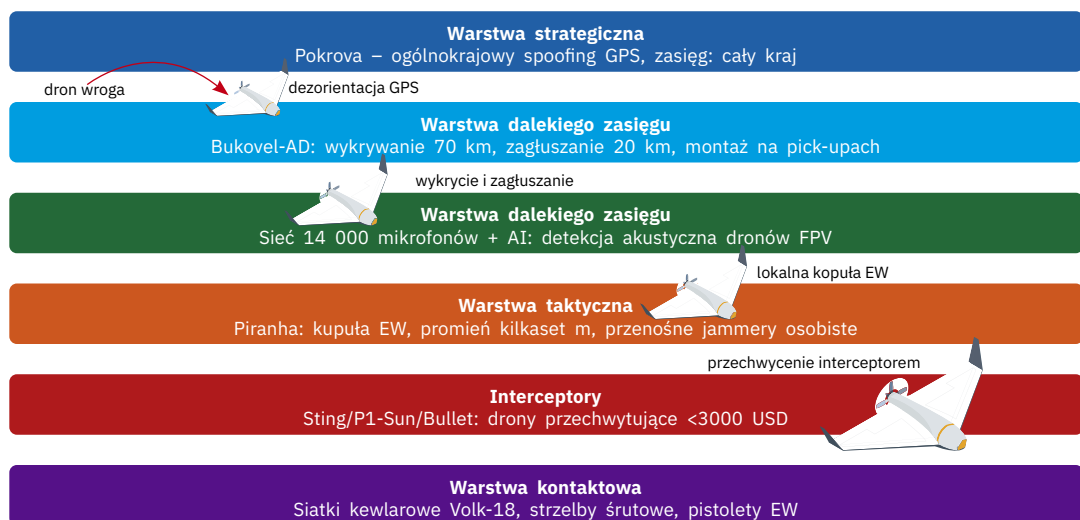 Warstwa strategiczna
Pokrova – ogólnokrajowy spoofing GPS, zasięg: cały kraj
dron wroga
dezorientacja GPS
Warstwa dalekiego zasięgu
Bukovel-AD: wykrywanie 70 km, zagłuszanie 20 km, montaż na pick-upach
wykrycie i zagłuszanie
Warstwa dalekiego zasięgu
Sieć 14 000 mikrofonów + AI: detekcja akustyczna dronów FPV
lokalna kopuła EW
Warstwa taktyczna
Piranha: kupuła EW, promień kilkaset m, przenośne jammery osobiste
przechwycenie interceptorem
Interceptory
Sting/P1-Sun/Bullet: drony przechwytujące <3000 USD
Warstwa kontaktowa
Siatki kewlarowe Volk-18, strzelby śrutowe, pistolety EW